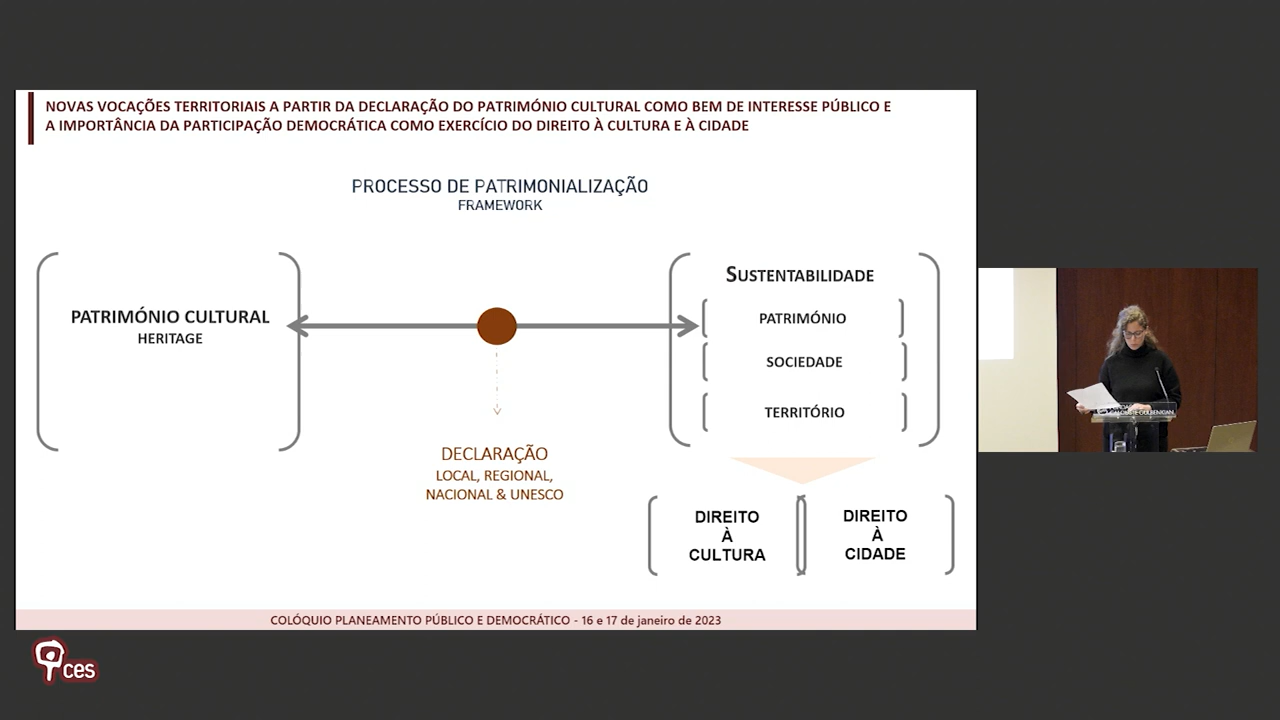 NOVAS VOCAÇÕES TERRITORIAIS A PARTIR DA DECLARAÇÃO DO PATRIMÓNIO CULTURAL COMO BEM DE INTERESSE PÚBLICO E
A IMPORTÂNCIA DA PARTICIPAÇÃO DEMOCRÁTICA COMO EXERCÍCIO DO DIREITO À CULTURA E À CIDADE
PROCESSO DE PATRIMONIALIZAÇÃO
FRAMEWORK
PATRIMÓNIO CULTURAL
HERITAGE
SUSTENTABILIDADE
PATRIMÓNIO
SOCIEDADE
TERRITÓRIO
DECLARAÇÃO
LOCAL, REGIONAL,
NACIONAL & UNESCO
DIREITO
À
CULTURA
DIREITO
À
CIDADE
COLÓQUIO PLANEAMENTO PÚBLICO E DEMOCRÁTICO - 16 e 17 de janeiro de 2023
ces
GULBENKIAN